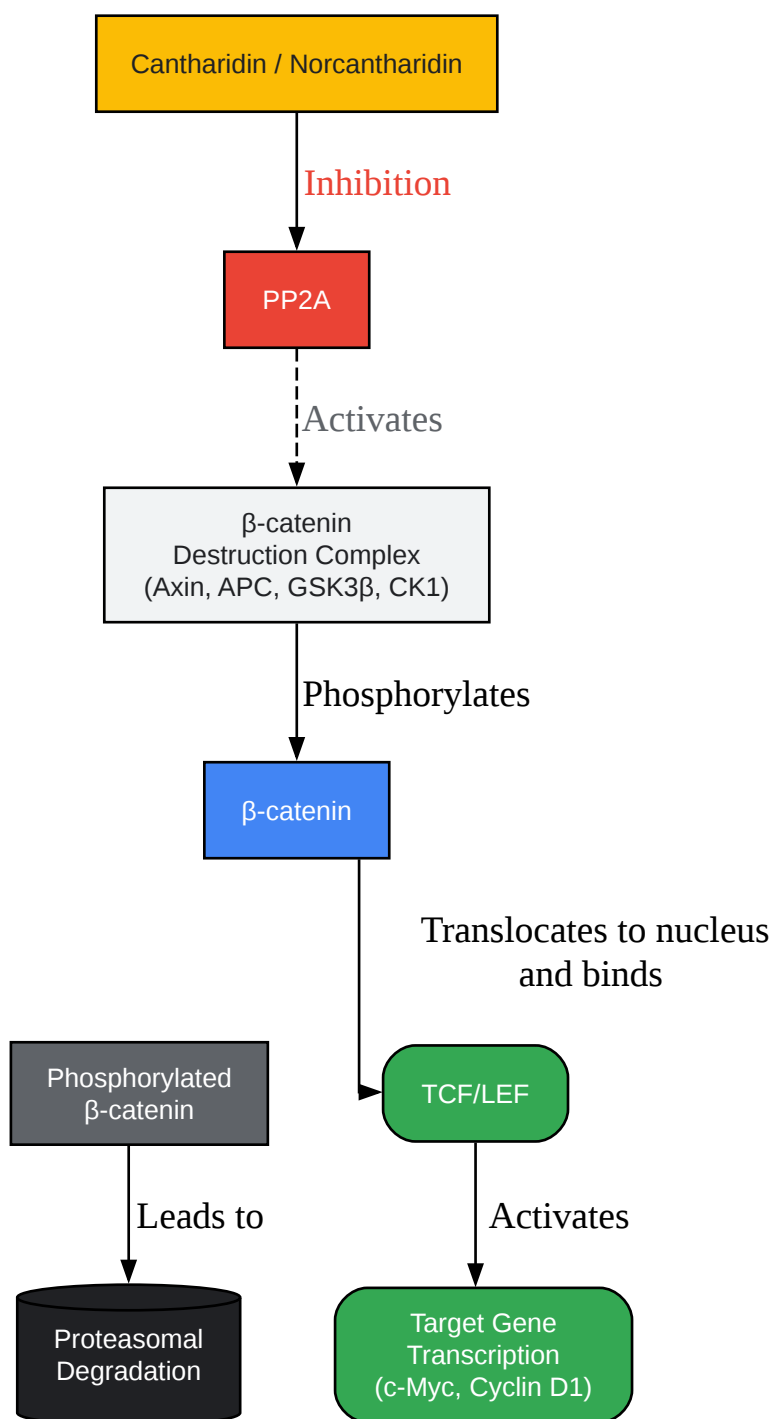 Cantharidin / Norcantharidin
Inhibition
PP2A
Activates
β-catenin
Destruction Complex
(Axin, APC, GSK3β, CK1)
Phosphorylates
β-catenin
Translocates to nucleus
and binds
Phosphorylated
β-catenin
TCF/LEF
Leads to
Activates
Proteasomal
Degradation
Target Gene
Transcription
(c-Myc, Cyclin D1)